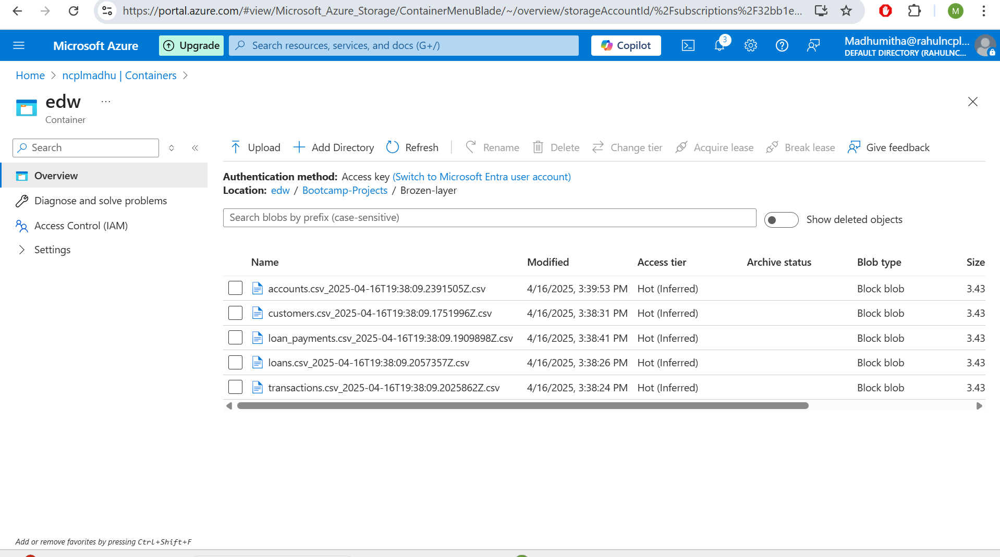 https://portal.azure.com/#view/Microsoft_Azure_Storage/ContainerMenuBlade/~/overview/storageAccountId/%2Fsubscriptions%2F32bb1e...
M
Microsoft Azure
Upgrade
Search resources, services, and docs (G+/)
Copilot
3
Madhumitha@rahulncpl...
DEFAULT DIRECTORY (RAHULNC...
Home > ncplmadhu | Containers >
edw ...
Container
Search
Overview
Diagnose and solve problems
Access Control (IAM)
Settings
Upload Add Directory Refresh Rename Delete Change tier Acquire lease Break lease Give feedback
Authentication method: Access key (Switch to Microsoft Entra user account)
Location: edw / Bootcamp-Projects / Brozen-layer
Search blobs by prefix (case-sensitive)
Show deleted objects
Name Modified Access tier Archive status Blob type Size
accounts.csv_2025-04-16T19:38:09.2391505Z.csv 4/16/2025, 3:39:53 PM Hot (Inferred) Block blob 3.43
customers.csv_2025-04-16T19:38:09.1751996Z.csv 4/16/2025, 3:38:31 PM Hot (Inferred) Block blob 3.43
loan_payments.csv_2025-04-16T19:38:09.1909898Z.csv 4/16/2025, 3:38:41 PM Hot (Inferred) Block blob 3.43
loans.csv_2025-04-16T19:38:09.2057357Z.csv 4/16/2025, 3:38:26 PM Hot (Inferred) Block blob 3.43
transactions.csv_2025-04-16T19:38:09.2025862Z.csv 4/16/2025, 3:38:24 PM Hot (Inferred) Block blob 3.43
Add or remove favorites by pressing Ctrl+Shift+F